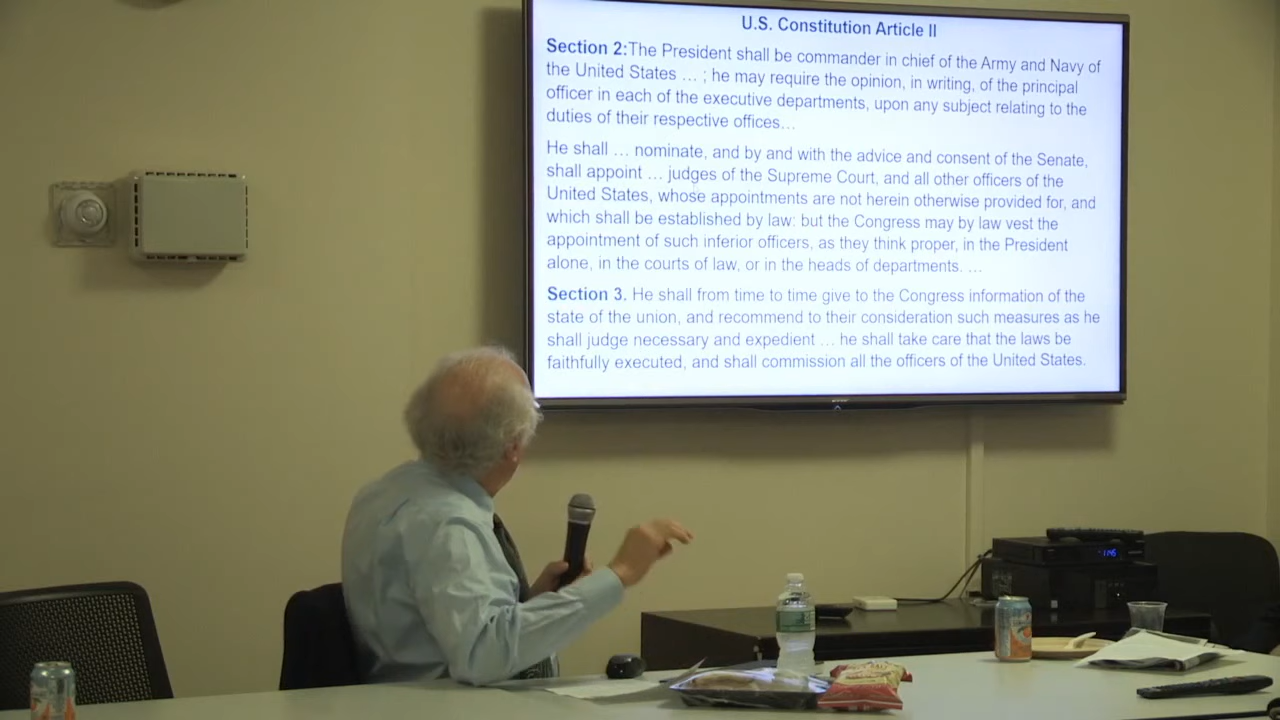 U.S. Constitution Article II
Section 2:The President shall be commander in chief of the Army and Navy of
the United States … ; he may require the opinion, in writing, of the principal
officer in each of the executive departments, upon any subject relating to the
duties of their respective offices…
He shall … nominate, and by and with the advice and consent of the Senate,
shall appoint … judges of the Supreme Court, and all other officers of the
United States, whose appointments are not herein otherwise provided for, and
which shall be established by law: but the Congress may by law vest the
appointment of such inferior officers, as they think proper, in the President
alone, in the courts of law, or in the heads of departments. …
Section 3. He shall from time to time give to the Congress information of the
state of the union, and recommend to their consideration such measures as he
shall judge necessary and expedient … he shall take care that the laws be
faithfully executed, and shall commission all the officers of the United States.